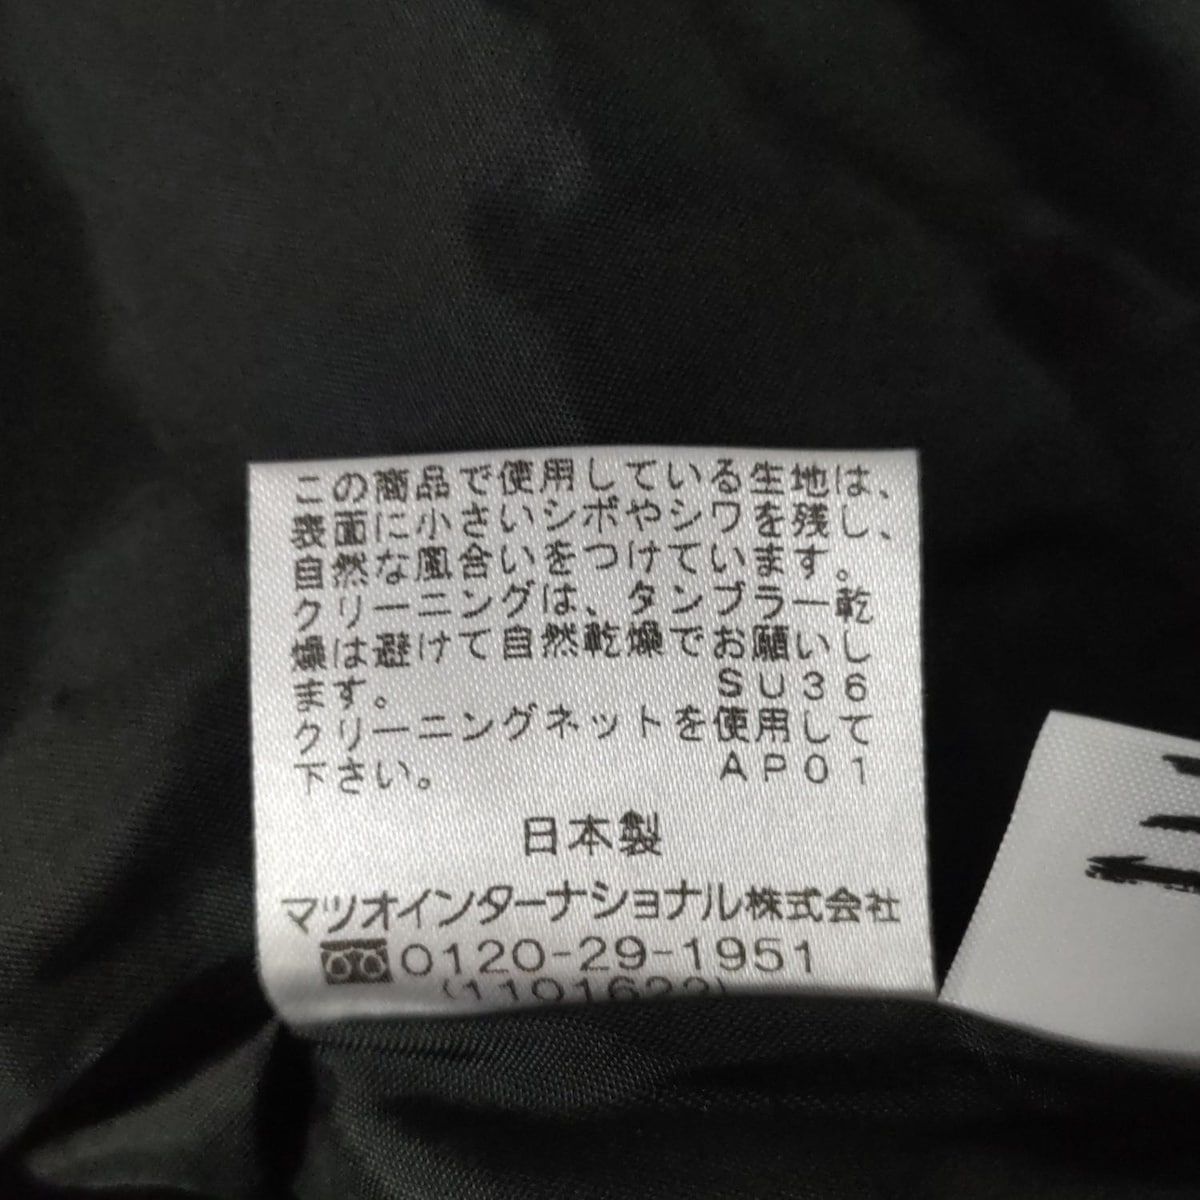 この商品で使用している生地は、
表面に小さいシボやシワを残し、
自然な風合いをつけています。
クリーニングは、タンブラー乾
燥は避けて自然乾燥でお願いし
ます。 SU36
クリーニングネットを使用して
下さい。 AP01
日本製
マツオインターナショナル株式会社
0120-29-1951